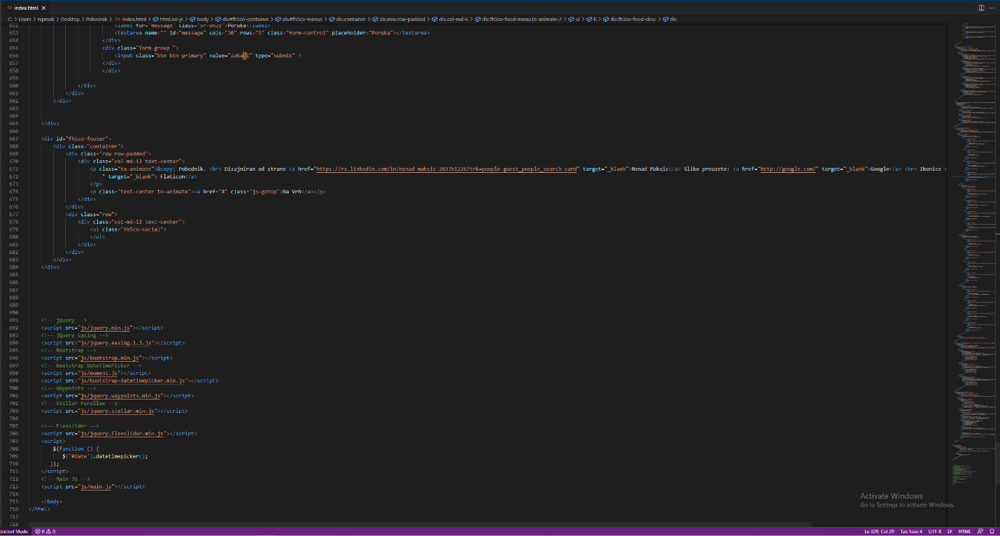 index.html
C: > Users > nipmak > Desktop > Pobednik > index.html > html.no-js > body > div#fh5co-container > div#fh5co-menus > div.container > div.row.row-padded > div.col-md-6 > div.fh5co-food-menu.to-animate-2 > ul > li > div.fh5co-food-desc > div
652 <label for="message" class="sr-only">Poruka</label>
653 <textarea name="" id="message" cols="30" rows="5" class="form-control" placeholder="Poruka"></textarea>
654 </div>
655 <div class="form-group ">
656 <input class="btn btn-primary" value="Zakaži" type="submit" >
657 </div>
658 </div>
659
660 </div>
661 </div>
662 </div>
663
664
665 </div>
666
667 <div id="fh5co-footer">
668 <div class="container">
669 <div class="row row-padded">
670 <div class="col-md-12 text-center">
671 <p class="to-animate">&copy; Pobednik. <br> Dizajniran od strane <a href="https://rs.linkedin.com/in/nenad-maksic-2837b1226?trk=people-guest_people_search-card" target="_blank">Nenad Maksic</a> Slike preuzete: <a href="http://google.com/" target="_blank">Google</a> <br> Ikonice <
672 " target="_blank"> Flaticon</a>
673 </p>
674 <p class="text-center to-animate"><a href="#" class="js-gotop">Na Vrh</a></p>
675 </div>
676 </div>
677 <div class="row">
678 <div class="col-md-12 text-center">
679 <ul class="fh5co-social">
680 </ul>
681 </div>
682 </div>
683 </div>
684 </div>
685
686
687
688
689
690
691 <!-- jQuery -->
692 <script src="js/jquery.min.js"></script>
693 <!-- jQuery Easing -->
694 <script src="js/jquery.easing.1.3.js"></script>
695 <!-- Bootstrap -->
696 <script src="js/bootstrap.min.js"></script>
697 <!-- Bootstrap DateTimePicker -->
698 <script src="js/moment.js"></script>
699 <script src="js/bootstrap-datetimepicker.min.js"></script>
700 <!-- Waypoints -->
701 <script src="js/jquery.waypoints.min.js"></script>
702 <!-- Stellar Parallax -->
703 <script src="js/jquery.stellar.min.js"></script>
704
705 <!-- Flexslider -->
706 <script src="js/jquery.flexslider-min.js"></script>
707 <script>
708 $(function () {
709 $('#date').datetimepicker();
710 });
711 </script>
712 <!-- Main JS -->
713 <script src="js/main.js"></script>
714
715 </body>
716 </html>
717
718
Activate Windows
Go to Settings to activate Windows.
stricted Mode 0 0 Ln 329, Col 29 Tab Size: 4 UTF-8 LF HTML